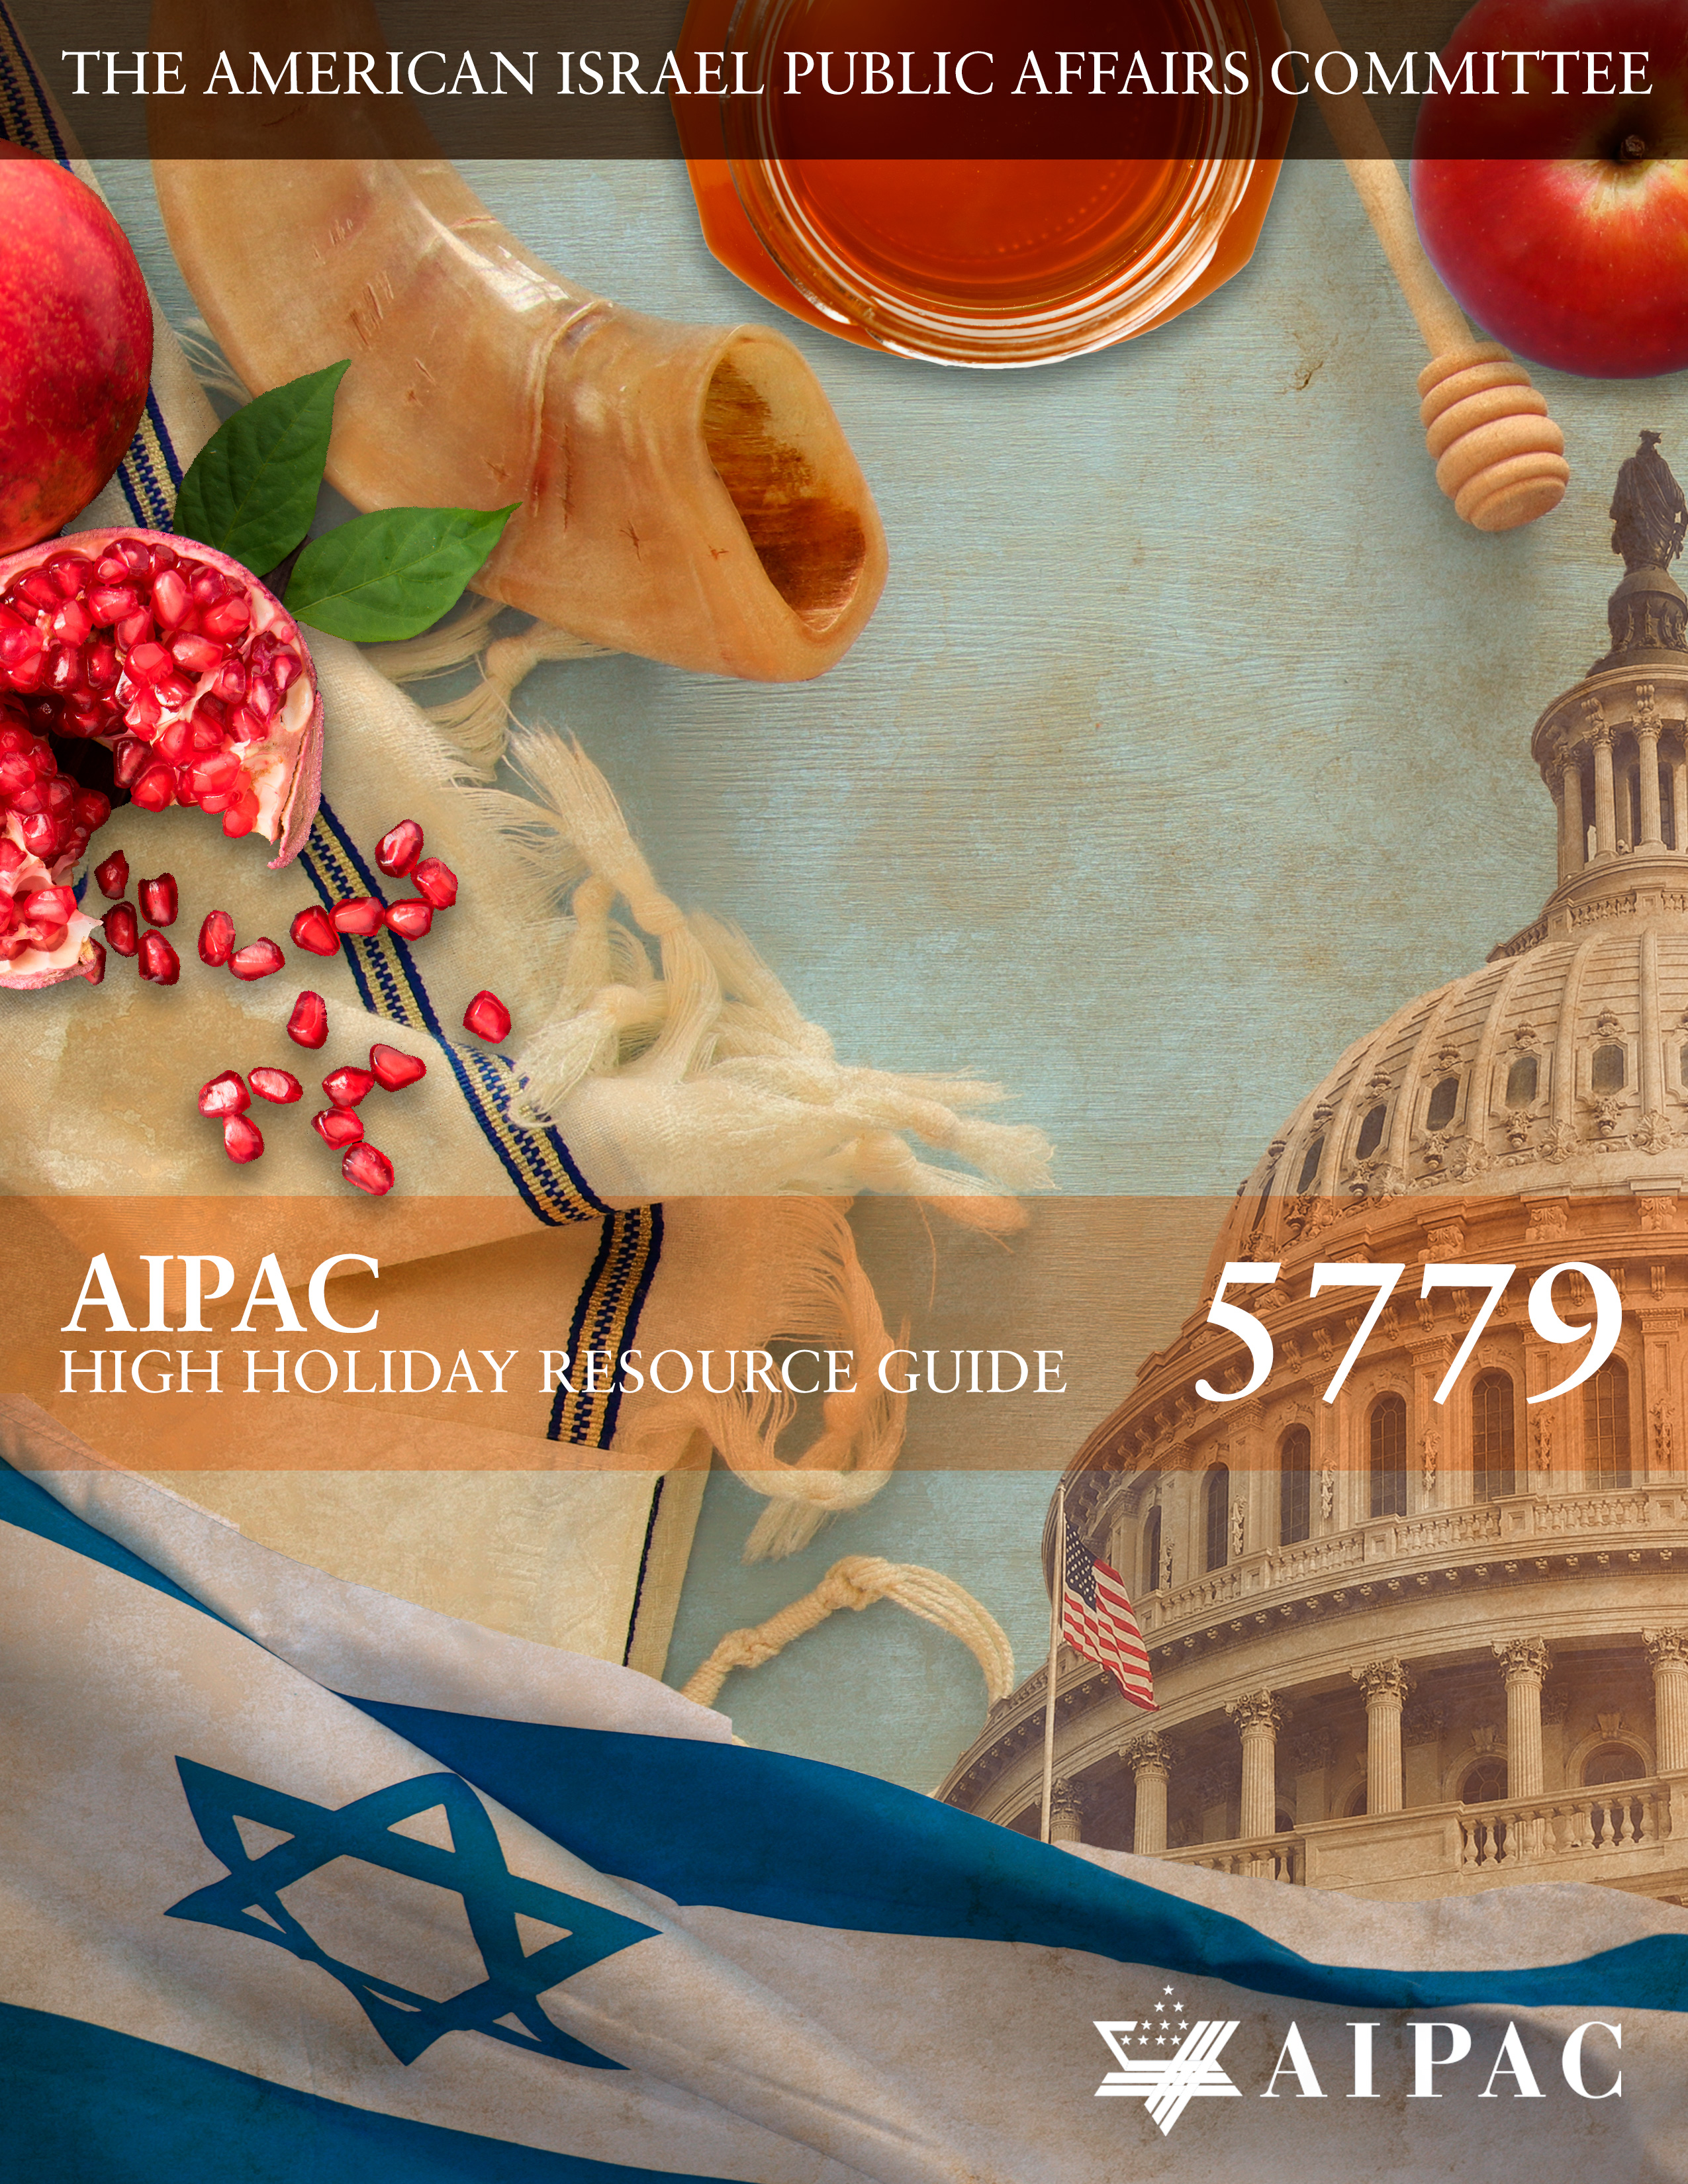 THE AMERICAN ISRAEL PUBLIC AFFAIRS COMMITTEE
AIPAC
HIGH HOLIDAY RESOURCE GUIDE
5779
AIPAC